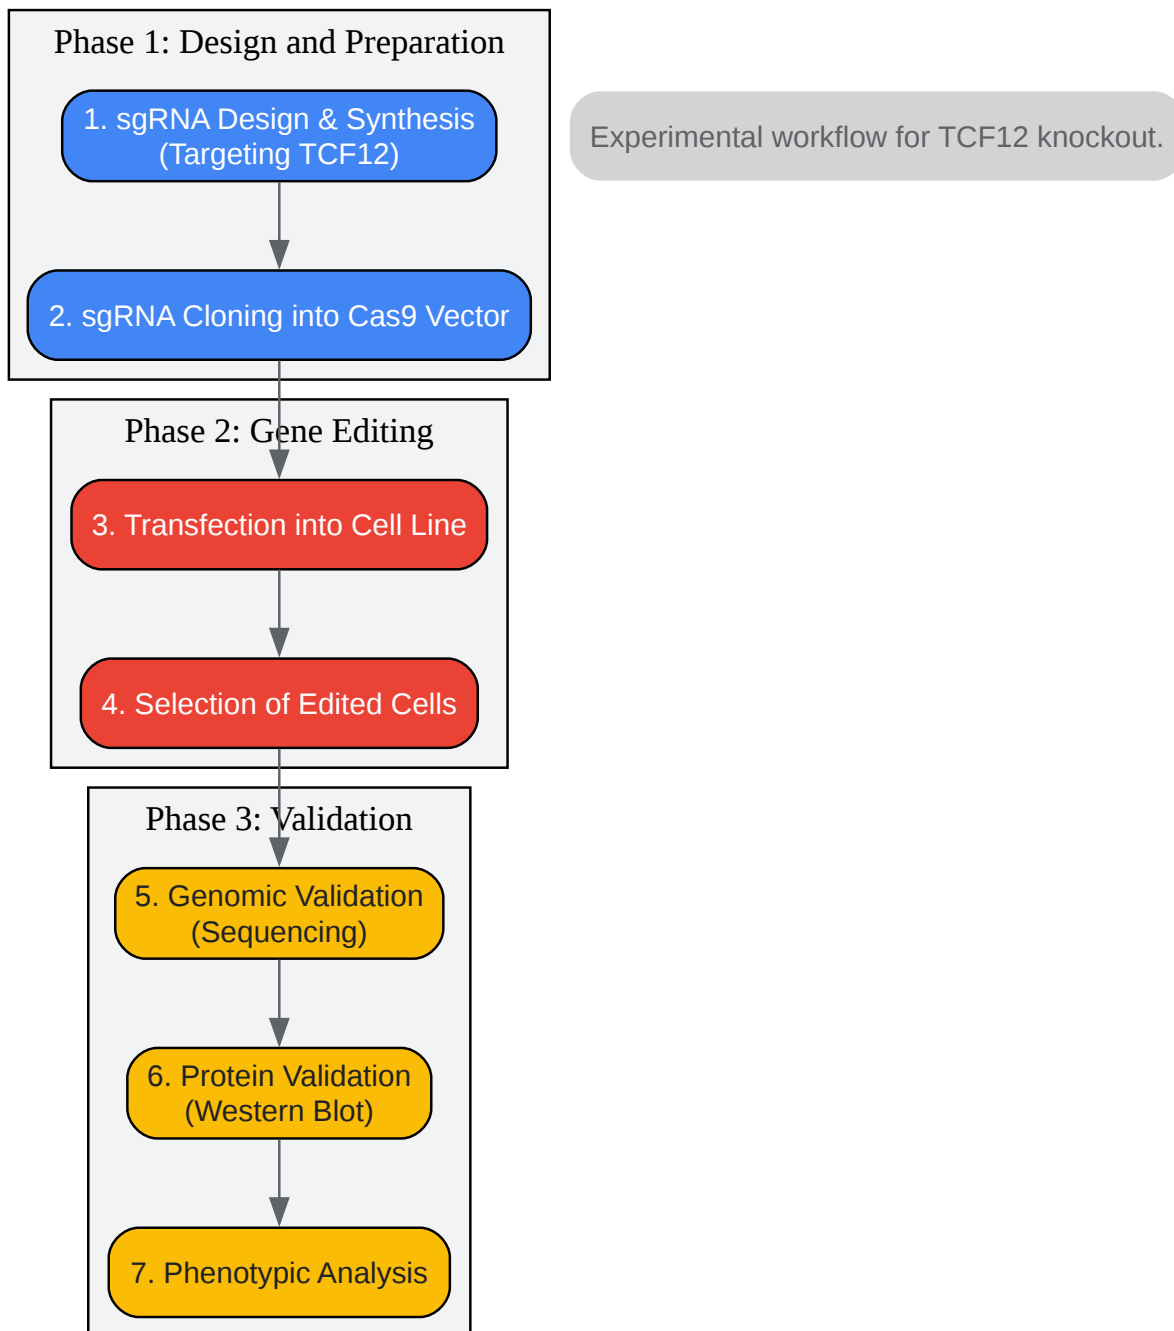 Phase 1: Design and Preparation
1. sgRNA Design & Synthesis
(Targeting TCF12)
Experimental workflow for TCF12 knockout.
2. sgRNA Cloning into Cas9 Vector
Phase 2: Gene Editing
3. Transfection into Cell Line
4. Selection of Edited Cells
Phase 3: Validation
5. Genomic Validation
(Sequencing)
6. Protein Validation
(Western Blot)
7. Phenotypic Analysis